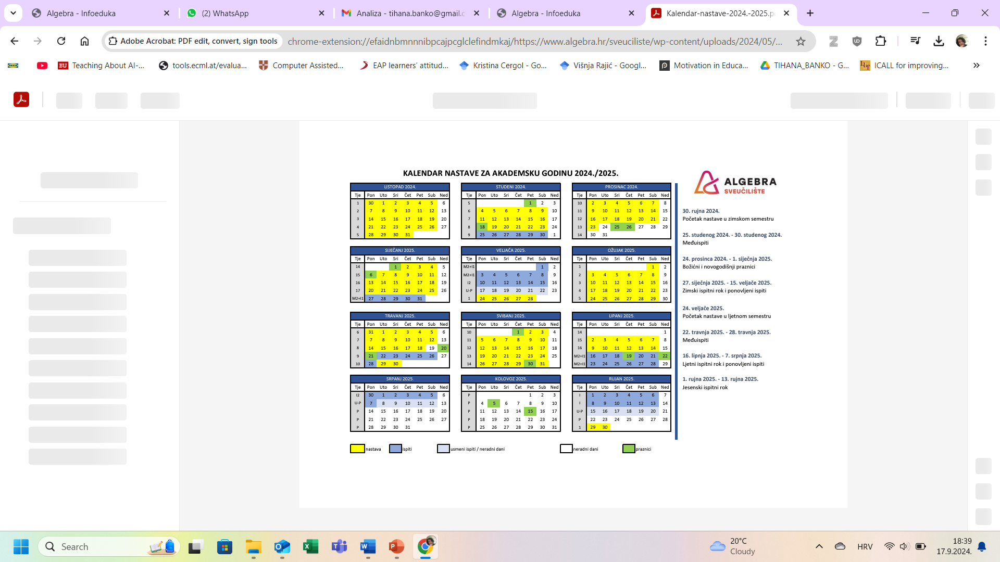 Algebra - Infoeduka
(2) WhatsApp
Analiza - tihana.banko@gmail.c
Algebra - Infoeduka
Kalendar-nastave-2024.-2025.p
Adobe Acrobat: PDF edit, convert, sign tools
chrome-extension://efaidnbmnnnibpcajpcglclefindmkaj/https://www.algebra.hr/sveuciliste/wp-content/uploads/2024/05/...
IKEA
BU Teaching About AI-...
tools.ecml.at/evalua...
Computer Assisted...
EAP learners' attitud...
Kristina Cergol - Go...
Višnja Rajić - Googl...
Motivation in Educa...
TIHANA_BANKO - G...
ICALL for improving...
KALENDAR NASTAVE ZA AKADEMSKU GODINU 2024./2025.
LISTOPAD 2024.
Tje Pon Uto Sri Čet Pet Sub Ned
1 30 1 2 3 4 5 6
2 7 8 9 10 11 12 13
3 14 15 16 17 18 19 20
4 21 22 23 24 25 26 27
5 28 29 30 31
STUDENI 2024.
Tje Pon Uto Sri Čet Pet Sub Ned
5 1 2 3
6 4 5 6 7 8 9 10
7 11 12 13 14 15 16 17
8 18 19 20 21 22 23 24
9 25 26 27 28 29 30 1
PROSINAC 2024.
Tje Pon Uto Sri Čet Pet Sub Ned
10 2 3 4 5 6 7 8
11 9 10 11 12 13 14 15
12 16 17 18 19 20 21 22
13 23 24 25 26 27 28 29
14 30 31
SIJEČANJ 2025.
Tje Pon Uto Sri Čet Pet Sub Ned
14 1 2 3 4 5
15 6 7 8 9 10 11 12
16 13 14 15 16 17 18 19
17 20 21 22 23 24 25 26
M2+I1 27 28 29 30 31
VELJAČA 2025.
Tje Pon Uto Sri Čet Pet Sub Ned
M2+I1 1 2
M2+I1 3 4 5 6 7 8 9
I2 10 11 12 13 14 15 16
U-P 17 18 19 20 21 22 23
1 24 25 26 27 28
OŽUJAK 2025.
Tje Pon Uto Sri Čet Pet Sub Ned
1 1 2
2 3 4 5 6 7 8 9
3 10 11 12 13 14 15 16
4 17 18 19 20 21 22 23
5 24 25 26 27 28 29 30
TRAVANJ 2025.
Tje Pon Uto Sri Čet Pet Sub Ned
6 31 1 2 3 4 5 6
7 7 8 9 10 11 12 13
8 14 15 16 17 18 19 20
9 21 22 23 24 25 26 27
10 28 29 30
SVIBANJ 2025.
Tje Pon Uto Sri Čet Pet Sub Ned
10 1 2 3 4
11 5 6 7 8 9 10 11
12 12 13 14 15 16 17 18
13 19 20 21 22 23 24 25
14 26 27 28 29 30 31
LIPANJ 2025.
Tje Pon Uto Sri Čet Pet Sub Ned
14 1
15 2 3 4 5 6 7 8
16 9 10 11 12 13 14 15
M2+I1 16 17 18 19 20 21 22
M2+I1 23 24 25 26 27 28 29
SRPANJ 2025.
Tje Pon Uto Sri Čet Pet Sub Ned
I2 30 1 2 3 4 5 6
U-P 7 8 9 10 11 12 13
P 14 15 16 17 18 19 20
P 21 22 23 24 25 26 27
P 28 29 30 31
KOLOVOZ 2025.
Tje Pon Uto Sri Čet Pet Sub Ned
P 1 2 3
P 4 5 6 7 8 9 10
P 11 12 13 14 15 16 17
P 18 19 20 21 22 23 24
P 25 26 27 28 29 30 31
RUJAN 2025.
Tje Pon Uto Sri Čet Pet Sub Ned
I 1 2 3 4 5 6 7
I 8 9 10 11 12 13 14
U-P 15 16 17 18 19 20 21
P 22 23 24 25 26 27 28
1 29 30
nastava
ispiti
usmeni ispiti / neradni dani
neradni dani
praznici
ALGEBRA
SVEUČILIŠTE
30. rujna 2024.
Početak nastave u zimskom semestru
25. studenog 2024. - 30. studenog 2024.
Međuispiti
24. prosinca 2024. - 1. siječnja 2025.
Božićni i novogodišnji praznici
27. siječnja 2025. - 15. veljače 2025.
Zimski ispitni rok i ponovljeni ispiti
24. veljače 2025.
Početak nastave u ljetnom semestru
22. travnja 2025. - 28. travnja 2025.
Međuispiti
16. lipnja 2025. - 7. srpnja 2025.
Ljetni ispitni rok i ponovljeni ispiti
1. rujna 2025. - 13. rujna 2025.
Jesenski ispitni rok
Search
20°C
Cloudy
HRV
18:39
17.9.2024.